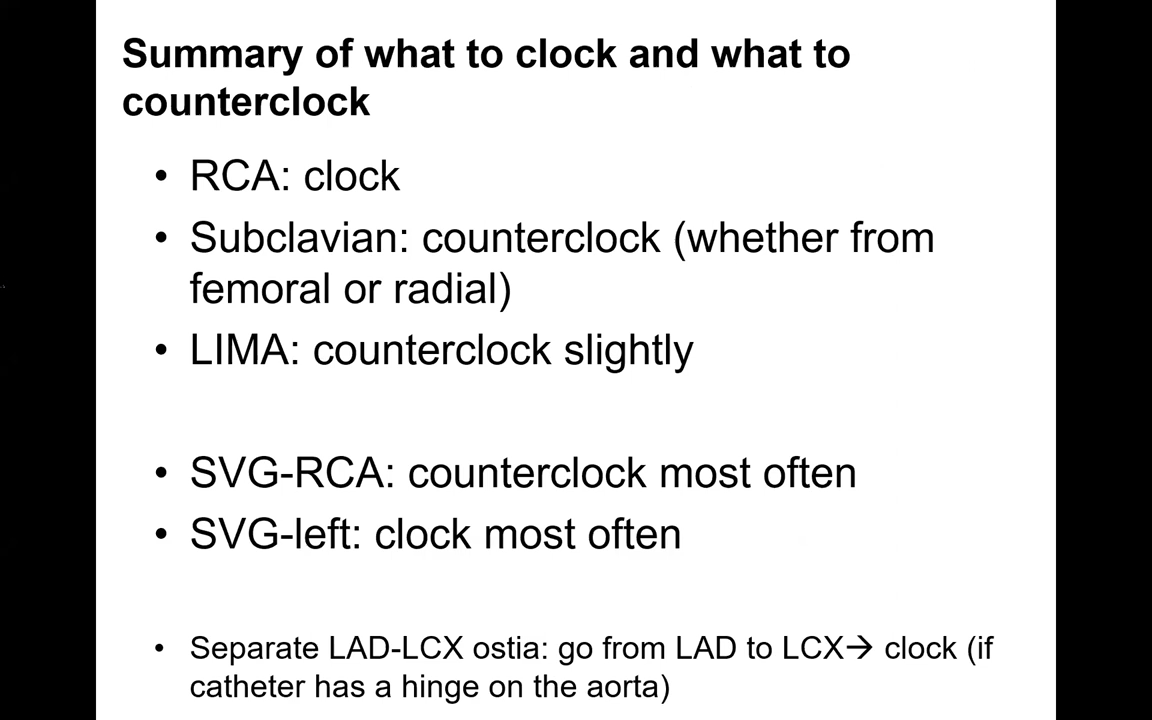 Summary of what to clock and what to
counterclock
• RCA: clock
• Subclavian: counterclock (whether from
femoral or radial)
• LIMA: counterclock slightly
• SVG-RCA: counterclock most often
• SVG-left: clock most often
• Separate LAD-LCX ostia: go from LAD to LCX→ clock (if
catheter has a hinge on the aorta)